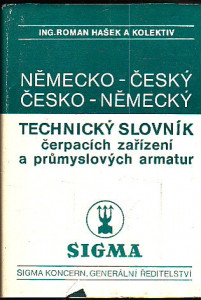 ING. ROMAN HAŠEK A KOLEKTIV
NĚMECKO - ČESKÝ
ČESKO - NĚMECKÝ
TECHNICKÝ SLOVNÍK
čerpacích zařízení
a průmyslových armatur
SIGMA
SIGMA KONCERN, GENERÁLNÍ ŘEDITELSTVÍ